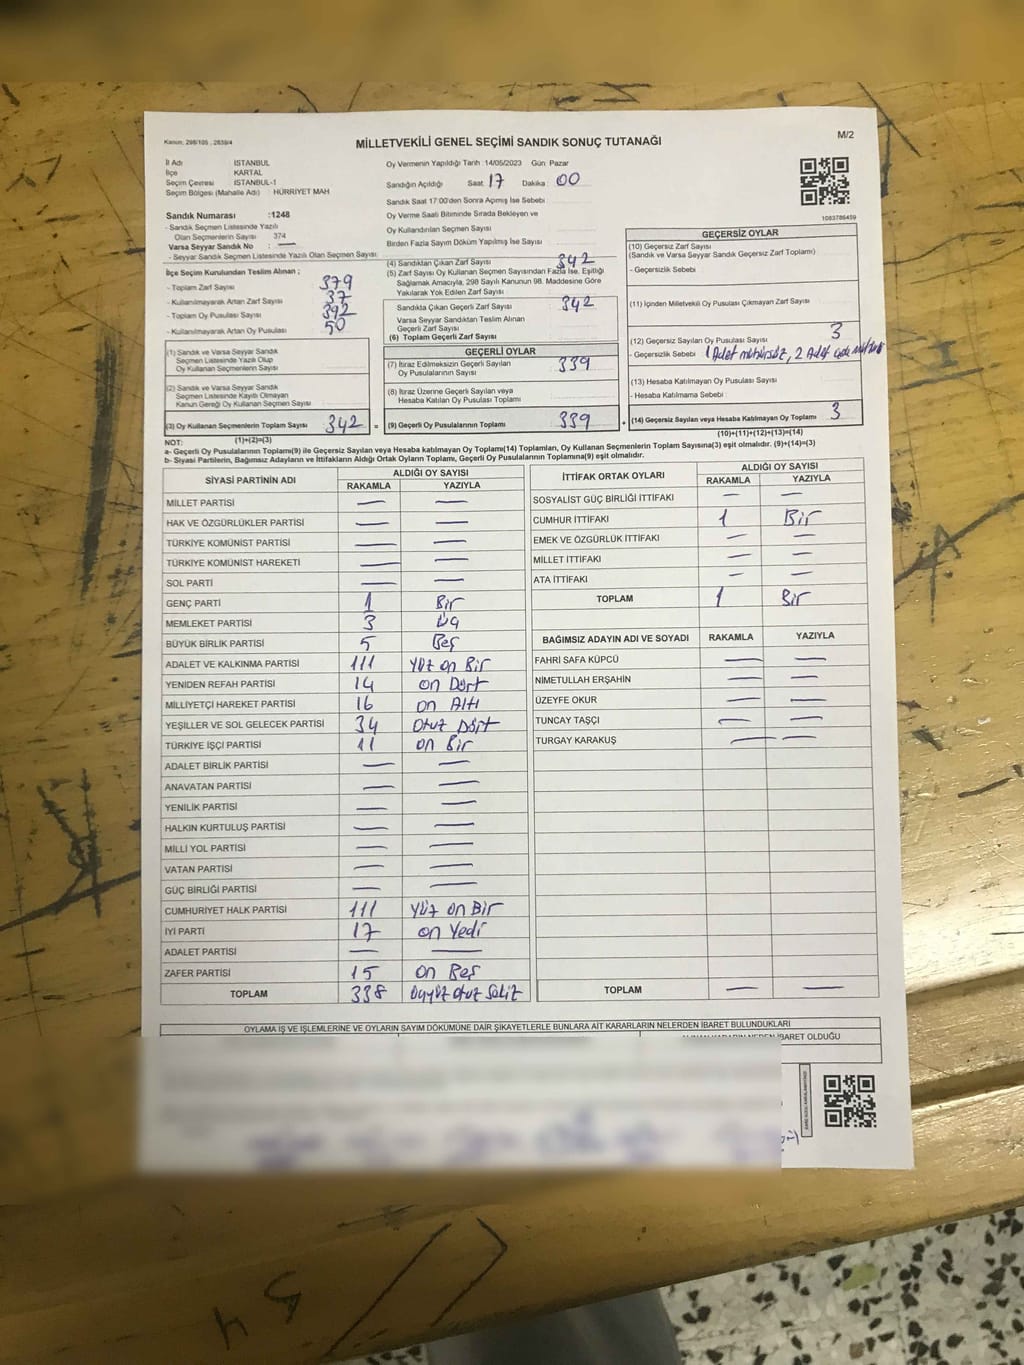 Kanun: 298/105 ; 2839/4
MİLLETVEKİLİ GENEL SEÇİMİ SANDIK SONUÇ TUTANAĞI
M/2
İl Adı İSTANBUL
İlçe KARTAL
Seçim Çevresi İSTANBUL-1
Seçim Bölgesi (Mahalle Adı) : HÜRRİYET MAH
Sandık Numarası :1248
- Sandık Seçmen Listesinde Yazılı
Olan Seçmenlerin Sayısı 374
Varsa Seyyar Sandık No : —
- Seyyar Sandık Seçmen Listesinde Yazılı Olan Seçmen Sayısı
İlçe Seçim Kurulundan Teslim Alınan ;
- Toplam Zarf Sayısı 379
- Kullanılmayarak Artan Zarf Sayısı 37
- Toplam Oy Pusulası Sayısı 392
- Kullanılmayarak Artan Oy Pusulası 50
(1) Sandık ve Varsa Seyyar Sandık
Seçmen Listesinde Yazılı Olup
Oy Kullanan Seçmenlerin Sayısı
(2) Sandık ve Varsa Seyyar Sandık
Seçmen Listesinde Kayıtlı Olmayan
Kanun Gereği Oy Kullanan Seçmen Sayısı
(3) Oy Kullanan Seçmenlerin Toplam Sayısı 342 =
(1)+(2)=(3)
Oy Vermenin Yapıldığı Tarih :14/05/2023 Gün Pazar
Sandığın Açıldığı Saat: 17 Dakika: 00
Sandık Saat 17:00'den Sonra Açılmış İse Sebebi
Oy Verme Saati Bitiminde Sırada Bekleyen ve
Oy Kullandırılan Seçmen Sayısı
Birden Fazla Sayım Döküm Yapılmış İse Sayısı
(4) Sandıktan Çıkan Zarf Sayısı 342
(5) Zarf Sayısı Oy Kullanan Seçmen Sayısından Fazla İse, Eşitliği
Sağlamak Amacıyla, 298 Sayılı Kanunun 98. Maddesine Göre
Yakılarak Yok Edilen Zarf Sayısı
Sandıkta Çıkan Geçerli Zarf Sayısı 342
Varsa Seyyar Sandıktan Teslim Alınan
Geçerli Zarf Sayısı
(6) Toplam Geçerli Zarf Sayısı
GEÇERLİ OYLAR
(7) İtiraz Edilmeksizin Geçerli Sayılan
Oy Pusulalarının Sayısı 339
(8) İtiraz Üzerine Geçerli Sayılan veya
Hesaba Katılan Oy Pusulası Toplamı
(9) Geçerli Oy Pusulalarının Toplamı 339 +
1083786459
GEÇERSİZ OYLAR
(10) Geçersiz Zarf Sayısı
(Sandık ve Varsa Seyyar Sandık Geçersiz Zarf Toplamı)
- Geçersizlik Sebebi
(11) İçinden Milletvekili Oy Pusulası Çıkmayan Zarf Sayısı
(12) Geçersiz Sayılan Oy Pusulası Sayısı 3
- Geçersizlik Sebebi 1 Adet mühürsüz, 2 Adet
(13) Hesaba Katılmayan Oy Pusulası Sayısı
- Hesaba Katılmama Sebebi
(14) Geçersiz Sayılan veya Hesaba Katılmayan Oy Toplamı 3
(10)+(11)+(12)+(13)=(14)
NOT:
a- Geçerli Oy Pusulalarının Toplamı(9) ile Geçersiz Sayılan veya Hesaba katılmayan Oy Toplamı(14) Toplamları, Oy Kullanan Seçmenlerin Toplam Sayısına(3) eşit olmalıdır. (9)+(14)=(3)
b- Siyasi Partilerin, Bağımsız Adayların ve İttifakların Aldığı Ortak Oyların Toplamı, Geçerli Oy Pusulalarının Toplamına(9) eşit olmalıdır.
SİYASİ PARTİNİN ADI ALDIĞI OY SAYISI
RAKAMLA YAZIYLA
MİLLET PARTİSİ — —
HAK VE ÖZGÜRLÜKLER PARTİSİ — —
TÜRKİYE KOMÜNİST PARTİSİ — —
TÜRKİYE KOMÜNİST HAREKETİ — —
SOL PARTİ — —
GENÇ PARTİ 1 Bir
MEMLEKET PARTİSİ 3 Üç
BÜYÜK BİRLİK PARTİSİ 5 Beş
ADALET VE KALKINMA PARTİSİ 111 Yüz on Bir
YENİDEN REFAH PARTİSİ 14 on Dört
MİLLİYETÇİ HAREKET PARTİSİ 16 on Altı
YEŞİLLER VE SOL GELECEK PARTİSİ 34 otuz Dört
TÜRKİYE İŞÇİ PARTİSİ 11 on Bir
ADALET BİRLİK PARTİSİ — —
ANAVATAN PARTİSİ — —
YENİLİK PARTİSİ — —
HALKIN KURTULUŞ PARTİSİ — —
MİLLİ YOL PARTİSİ — —
VATAN PARTİSİ — —
GÜÇ BİRLİĞİ PARTİSİ — —
CUMHURİYET HALK PARTİSİ 111 Yüz on Bir
İYİ PARTİ 17 on Yedi
ADALET PARTİSİ — —
ZAFER PARTİSİ 15 on Beş
TOPLAM 338 üçyüz otuz sekiz
İTTİFAK ORTAK OYLARI ALDIĞI OY SAYISI
RAKAMLA YAZIYLA
SOSYALİST GÜÇ BİRLİĞİ İTTİFAKI — —
CUMHUR İTTİFAKI 1 Bir
EMEK VE ÖZGÜRLÜK İTTİFAKI — —
MİLLET İTTİFAKI — —
ATA İTTİFAKI — —
TOPLAM 1 Bir
BAĞIMSIZ ADAYIN ADI VE SOYADI RAKAMLA YAZIYLA
FAHRİ SAFA KÜPCÜ — —
NİMETULLAH ERŞAHİN — —
ÜZEYFE OKUR — —
TUNCAY TAŞÇI — —
TURGAY KARAKUŞ — —
TOPLAM — —
OYLAMA İŞ VE İŞLEMLERİNE VE OYLARIN SAYIM DÖKÜMÜNE DAİR ŞİKAYETLERLE BUNLARA AİT KARARLARIN NELERDEN İBARET BULUNDUKLARI
İBARET OLDUĞU